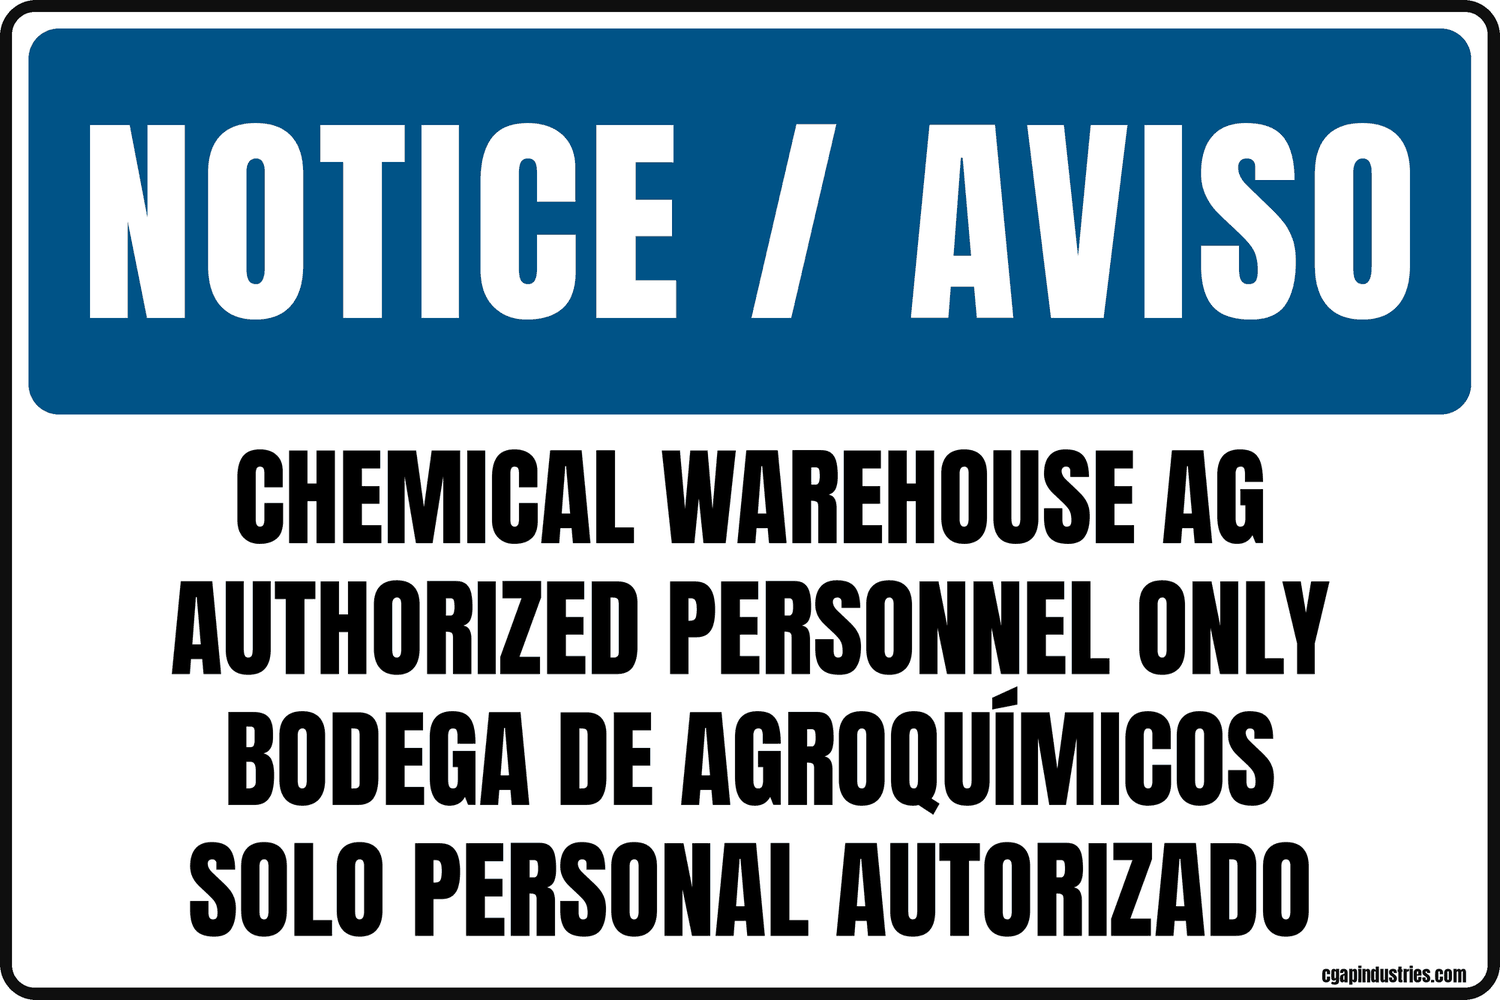 NOTICE / AVISO
CHEMICAL WAREHOUSE AG
AUTHORIZED PERSONNEL ONLY
BODEGA DE AGROQUÍMICOS
SOLO PERSONAL AUTORIZADO
cgapindustries.com